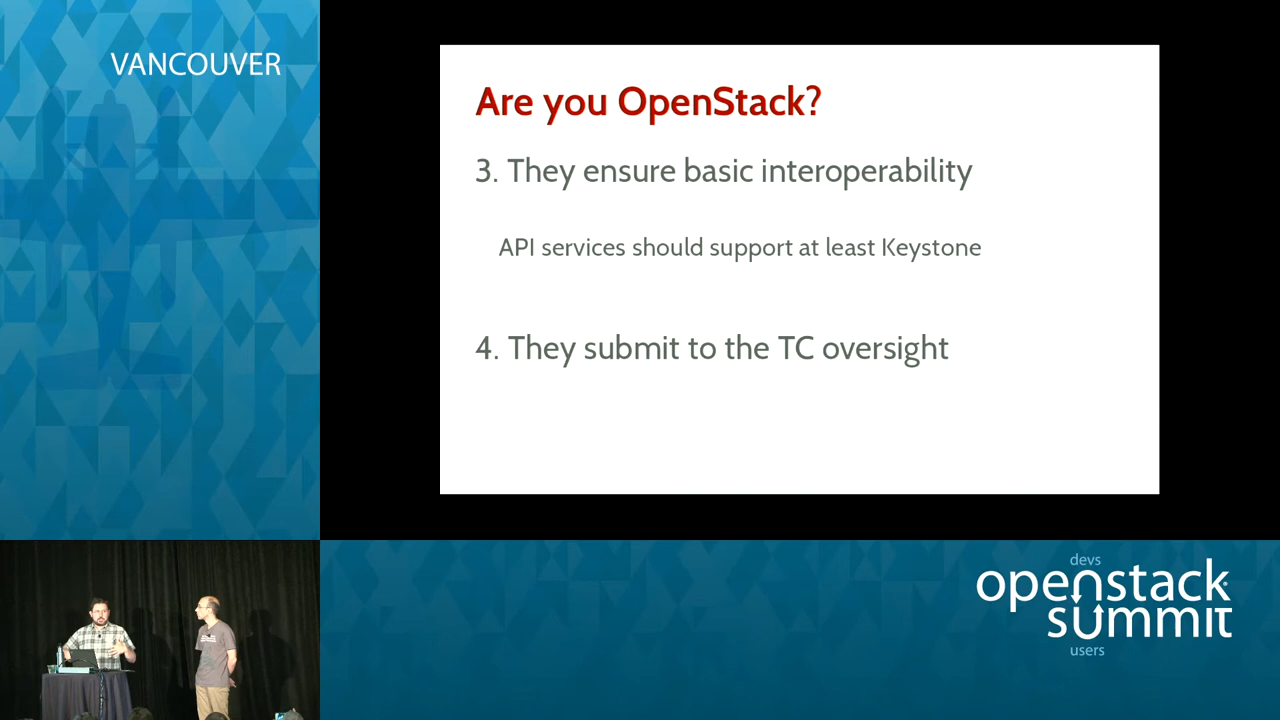 VANCOUVER
Are you OpenStack?
3. They ensure basic interoperability
API services should support at least Keystone
4. They submit to the TC oversight
devs
openstack
summit
users